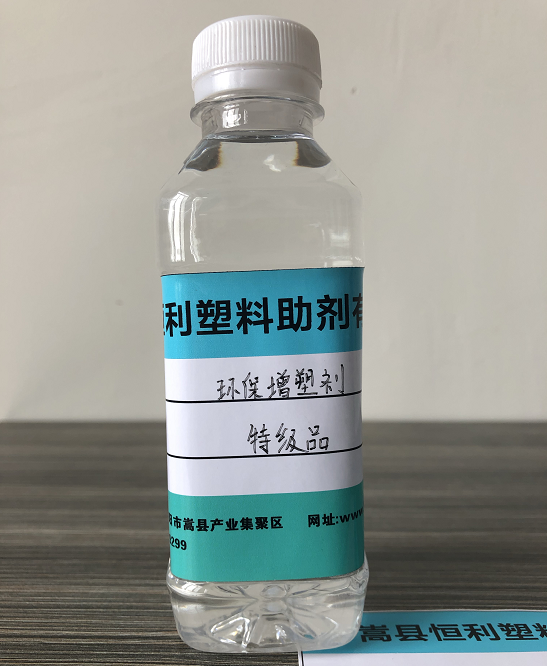 恒利塑料助剂有
环保增塑剂
特级品
阳市嵩县产业集聚区 网址:www.
299
嵩县恒利塑料